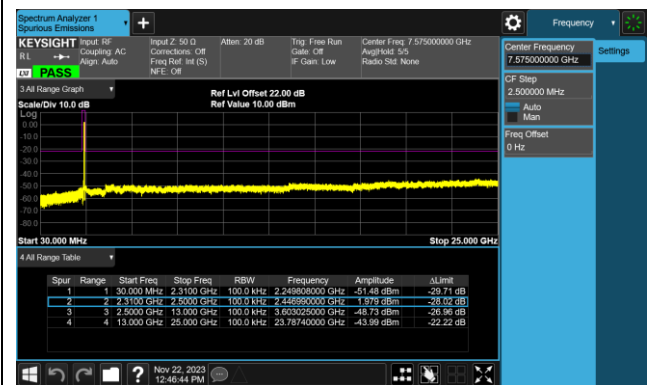 Spectrum Analyzer 1
Spurious Emissions
Frequency
KEYSIGHT Input: RF Input Z: 50 Ω Atten: 20 dB Trig: Free Run Center Freq: 7.575000000 GHz
R L Coupling: AC Corrections: Off Gate: Off Avg|Hold: 5/5
Align: Auto Freq Ref: Int (S) IF Gain: Low Radio Std: None
NFE: Off
LXI PASS
Center Frequency
7.575000000 GHz
Settings
CF Step
2.500000 MHz
Auto
Man
Freq Offset
0 Hz
3 All Range Graph
Ref Lvl Offset 22.00 dB
Scale/Div 10.0 dB Ref Value 10.00 dBm
Log
0.00
-10.0
-20.0
-30.0
-40.0
-50.0
-60.0
-70.0
-80.0
Start 30.000 MHz Stop 25.000 GHz
4 All Range Table
Spur Range Start Freq Stop Freq RBW Frequency Amplitude ΔLimit
1 1 30.000 MHz 2.3100 GHz 100.0 kHz 2.249808000 GHz -51.48 dBm -29.71 dB
2 2 2.3100 GHz 2.5000 GHz 100.0 kHz 2.446990000 GHz 1.979 dBm -28.02 dB
3 3 2.5000 GHz 13.000 GHz 100.0 kHz 3.603025000 GHz -48.73 dBm -26.96 dB
4 4 13.000 GHz 25.000 GHz 100.0 kHz 23.78740000 GHz -43.99 dBm -22.22 dB
Nov 22, 2023
12:46:44 PM